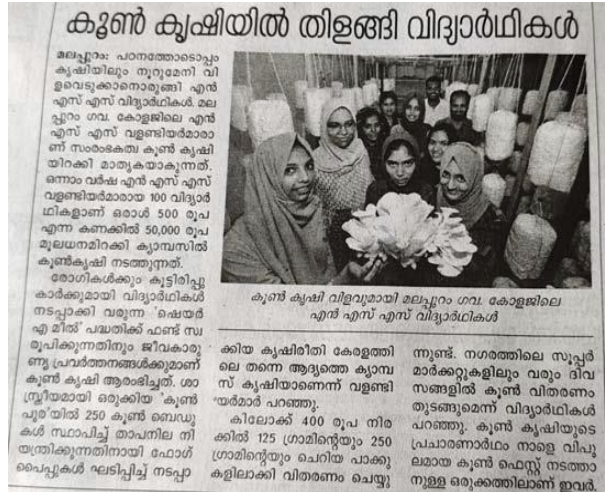 കൂൺ കൃഷിയിൽ തിളങ്ങി വിദ്യാർഥികൾ
മലപ്പുറം: പഠനത്തോടൊപ്പം
കൃഷിയിലും നൂറുമേനി വി
ളവെടുക്കാനൊരുങ്ങി എൻ
എസ് എസ് വിദ്യാർഥികൾ. മല
പ്പുറം ഗവ. കോളജിലെ എൻ
എസ് എസ് വളണ്ടിയർമാരാ
ണ് സംരംഭകത്വ കൂൺ കൃഷി
യിറക്കി മാതൃകയാകുന്നത്.
ഒന്നാം വർഷ എൻ എസ് എസ്
വളണ്ടിയർമാരായ 100 വിദ്യാർ
ഥികളാണ് ഒരാൾ 500 രൂപ
എന്ന കണക്കിൽ 50,000 രൂപ
മൂലധനമിറക്കി ക്യാമ്പസിൽ
കൂൺകൃഷി നടത്തുന്നത്.
രോഗികൾക്കും കൂട്ടിരിപ്പു
കാർക്കുമായി വിദ്യാർഥികൾ
നടപ്പാക്കി വരുന്ന 'ഷെയർ
എ മീൽ' പദ്ധതിക്ക് ഫണ്ട് സ്വ
രൂപിക്കുന്നതിനും ജീവകാരു
ണ്യ പ്രവർത്തനങ്ങൾക്കുമാണ്
കൂൺ കൃഷി ആരംഭിച്ചത്. ശാ
സ്ത്രീയമായി ഒരുക്കിയ 'കൂൺ
പുര'യിൽ 250 കൂൺ ബെഡു
കൾ സ്ഥാപിച്ച് താപനില നി
യന്ത്രിക്കുന്നതിനായി ഫോഗ്
പൈപ്പുകൾ ഘടിപ്പിച്ച് നടപ്പാ
കൂൺ കൃഷി വിളവുമായി മലപ്പുറം ഗവ. കോളജിലെ
എൻ എസ് എസ് വിദ്യാർഥികൾ
ക്കിയ കൃഷിരീതി കേരളത്തി
ലെ തന്നെ ആദ്യത്തെ ക്യാമ്പ
സ് കൃഷിയാണെന്ന് വളണ്ടി
യർമാർ പറഞ്ഞു.
കിലോക്ക് 400 രൂപ നിര
ക്കിൽ 125 ഗ്രാമിന്റെയും 250
ഗ്രാമിന്റെയും ചെറിയ പാക്കു
കളിലാക്കി വിതരണം ചെയ്യു
ന്നുണ്ട്. നഗരത്തിലെ സൂപ്പർ
മാർക്കറ്റുകളിലും വരും ദിവ
സങ്ങളിൽ കൂൺ വിതരണം
തുടങ്ങുമെന്ന് വിദ്യാർഥികൾ
പറഞ്ഞു. കൂൺ കൃഷിയുടെ
പ്രചാരണാർഥം നാളെ വിപു
ലമായ കൂൺ ഫെസ്റ്റ് നടത്താ
നുള്ള ഒരുക്കത്തിലാണ് ഇവർ.